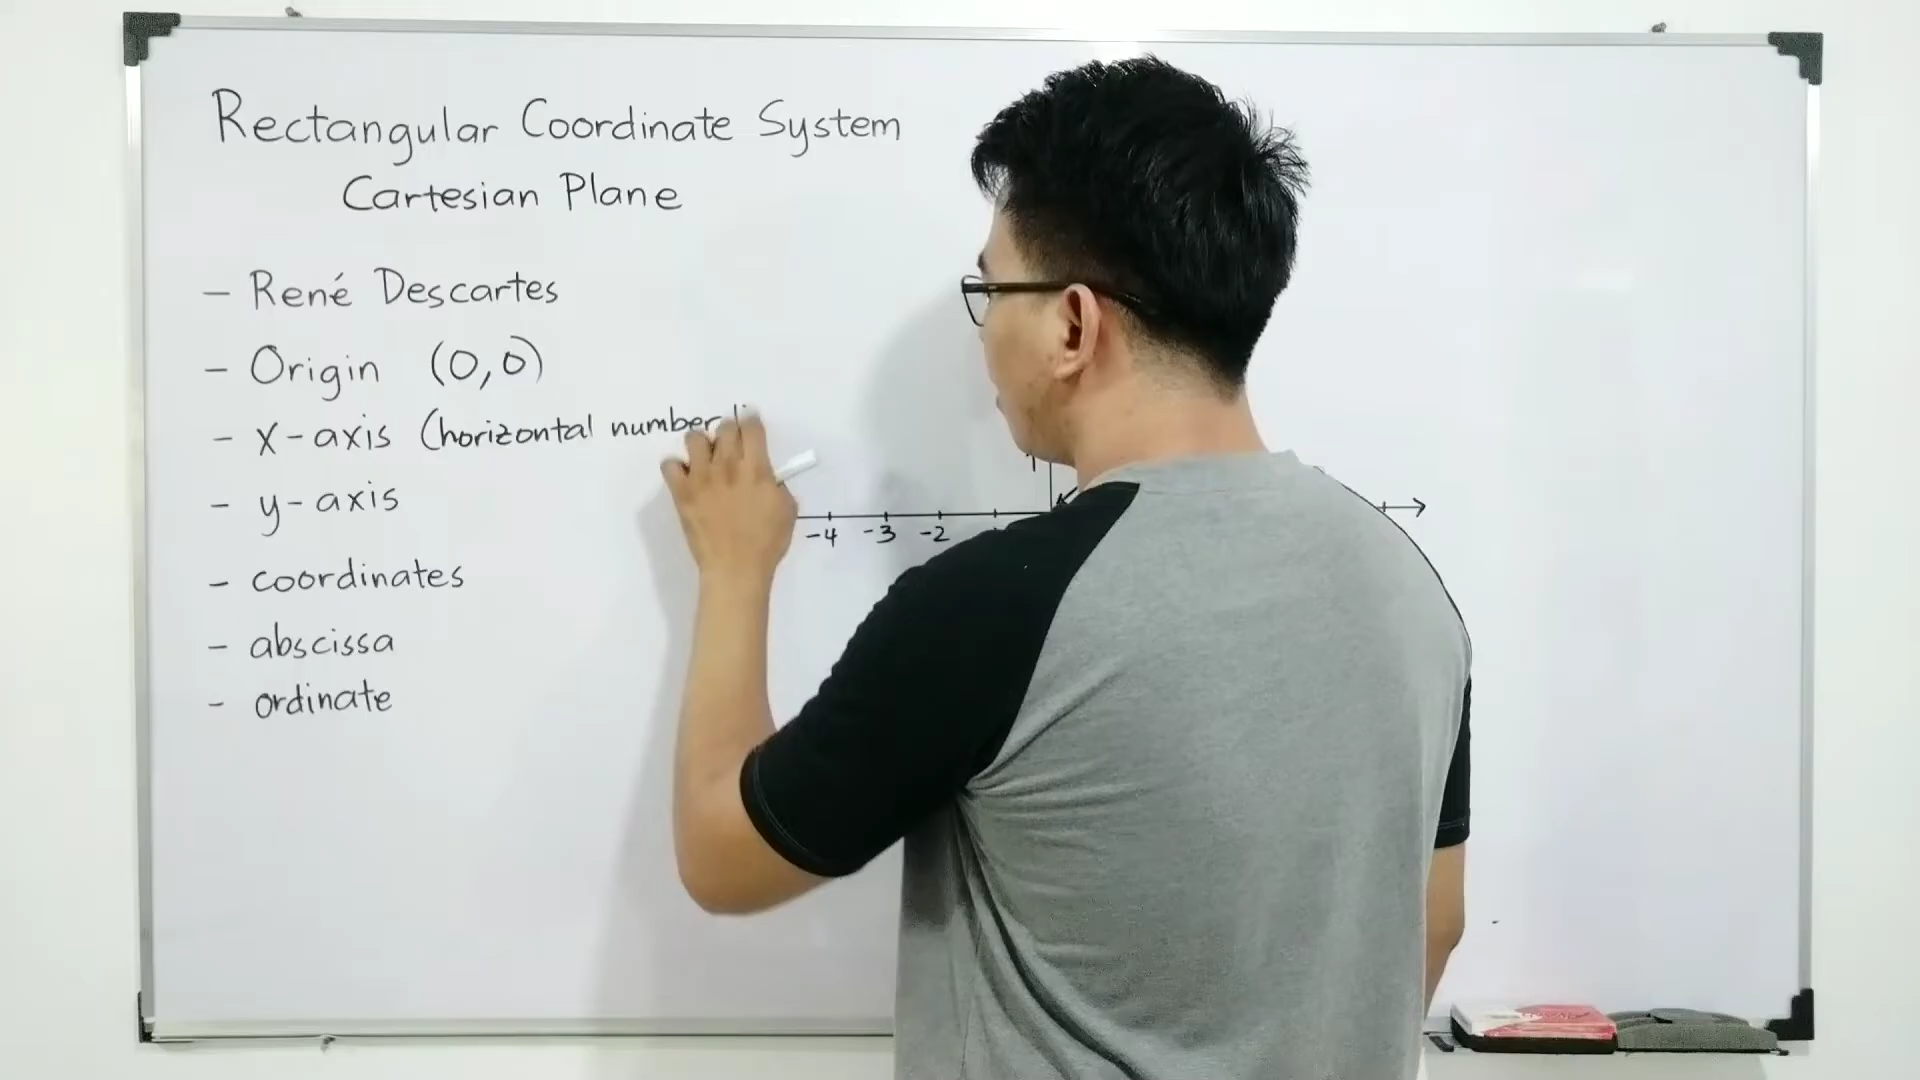 Rectangular Coordinate System
Cartesian Plane
- René Descartes
- Origin (0,0)
- x-axis (horizontal number
- y-axis
- coordinates
- abscissa
- ordinate
-4 -3 -2